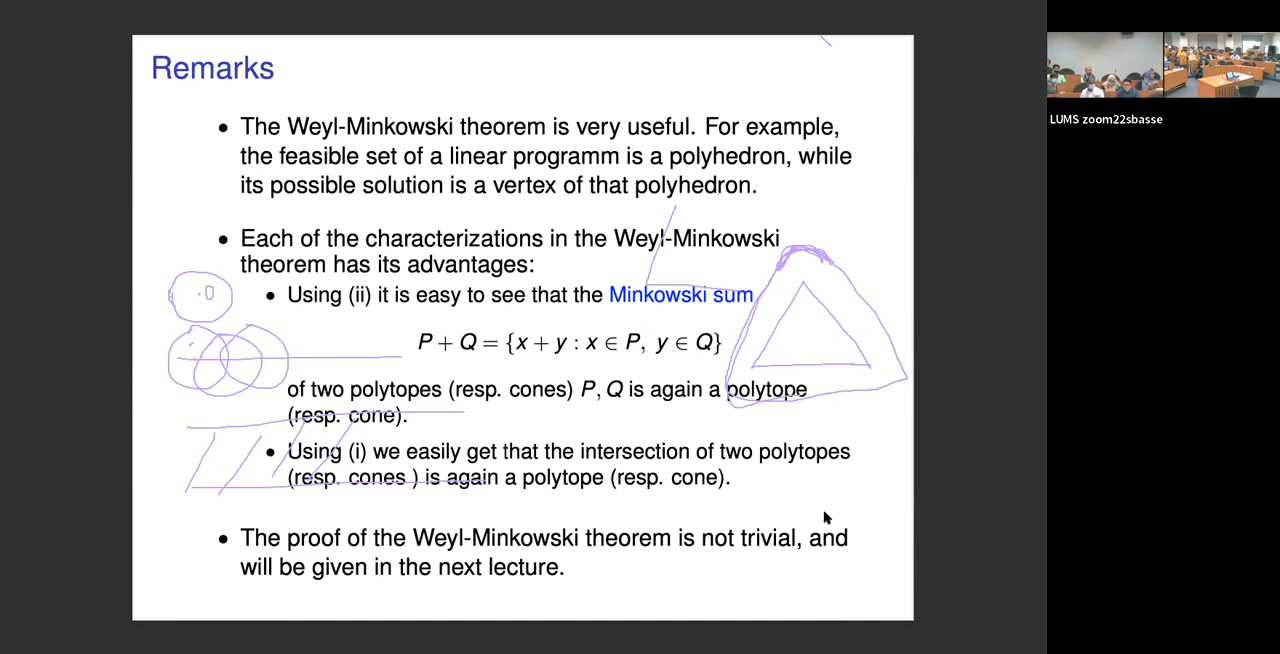 Remarks
• The Weyl-Minkowski theorem is very useful. For example,
the feasible set of a linear programm is a polyhedron, while
its possible solution is a vertex of that polyhedron.
• Each of the characterizations in the Weyl-Minkowski
theorem has its advantages:
• Using (ii) it is easy to see that the Minkowski sum
P + Q = {x + y : x ∈ P, y ∈ Q}
of two polytopes (resp. cones) P, Q is again a polytope
(resp. cone).
• Using (i) we easily get that the intersection of two polytopes
(resp. cones ) is again a polytope (resp. cone).
• The proof of the Weyl-Minkowski theorem is not trivial, and
will be given in the next lecture.
LUMS zoom22sbasse